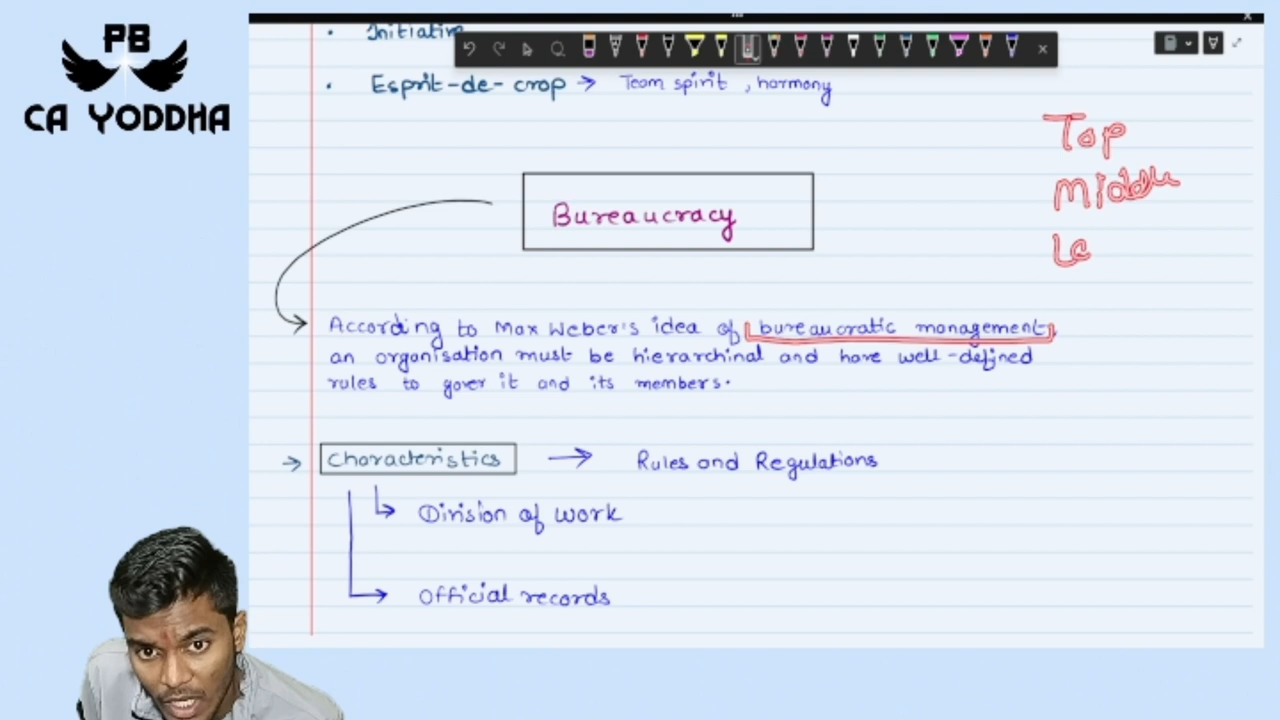 PB
CA YODDHA
• Initiative
• Esprit-de-crop → Team spirit , harmony
Top
Middle
Lo
Bureaucracy
According to Max Weber's idea of bureaucratic management,
an organisation must be hierarchinal and have well-defined
rules to gover it and its members.
→ Characteristics → Rules and Regulations
Division of work
Official records